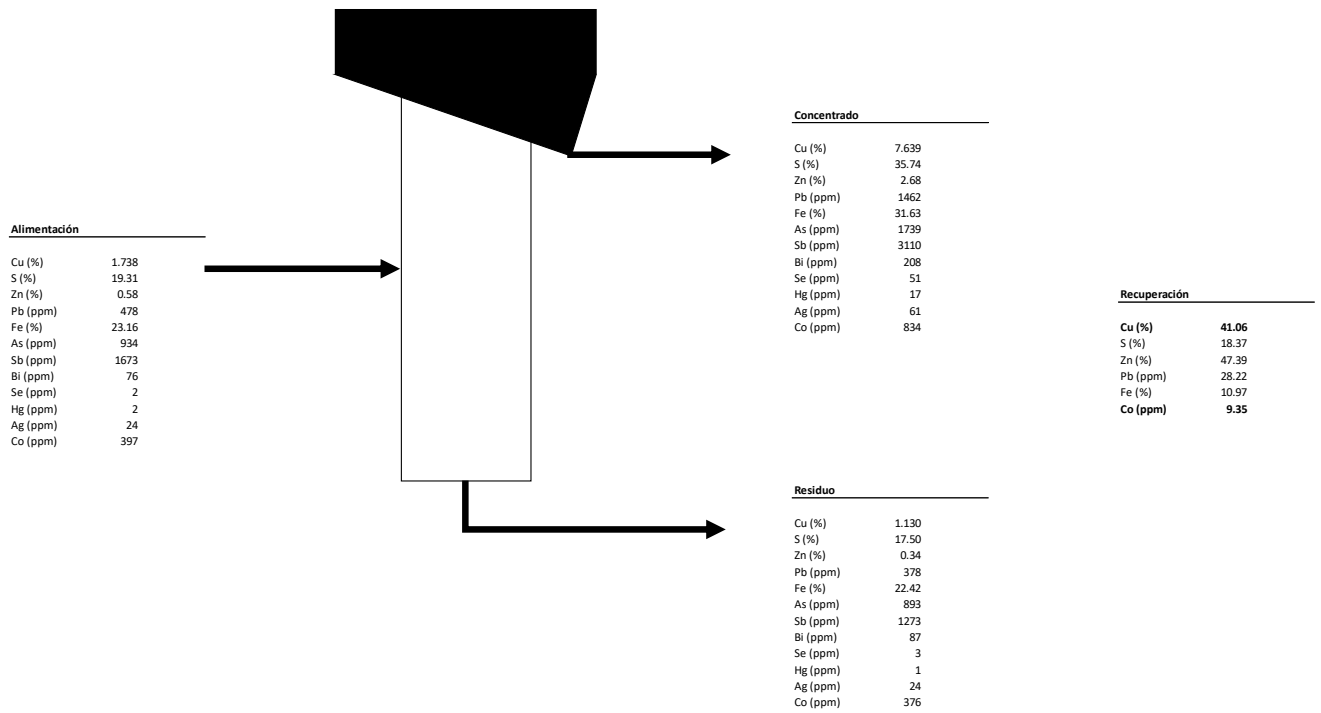 Alimentación
Cu (%) 1.738
S (%) 19.31
Zn (%) 0.58
Pb (ppm) 478
Fe (%) 23.16
As (ppm) 934
Sb (ppm) 1673
Bi (ppm) 76
Se (ppm) 2
Hg (ppm) 2
Ag (ppm) 24
Co (ppm) 397
Concentrado
Cu (%) 7.639
S (%) 35.74
Zn (%) 2.68
Pb (ppm) 1462
Fe (%) 31.63
As (ppm) 1739
Sb (ppm) 3110
Bi (ppm) 208
Se (ppm) 51
Hg (ppm) 17
Ag (ppm) 61
Co (ppm) 834
Residuo
Cu (%) 1.130
S (%) 17.50
Zn (%) 0.34
Pb (ppm) 378
Fe (%) 22.42
As (ppm) 893
Sb (ppm) 1273
Bi (ppm) 87
Se (ppm) 3
Hg (ppm) 1
Ag (ppm) 24
Co (ppm) 376
Recuperación
Cu (%) 41.06
S (%) 18.37
Zn (%) 47.39
Pb (ppm) 28.22
Fe (%) 10.97
Co (ppm) 9.35